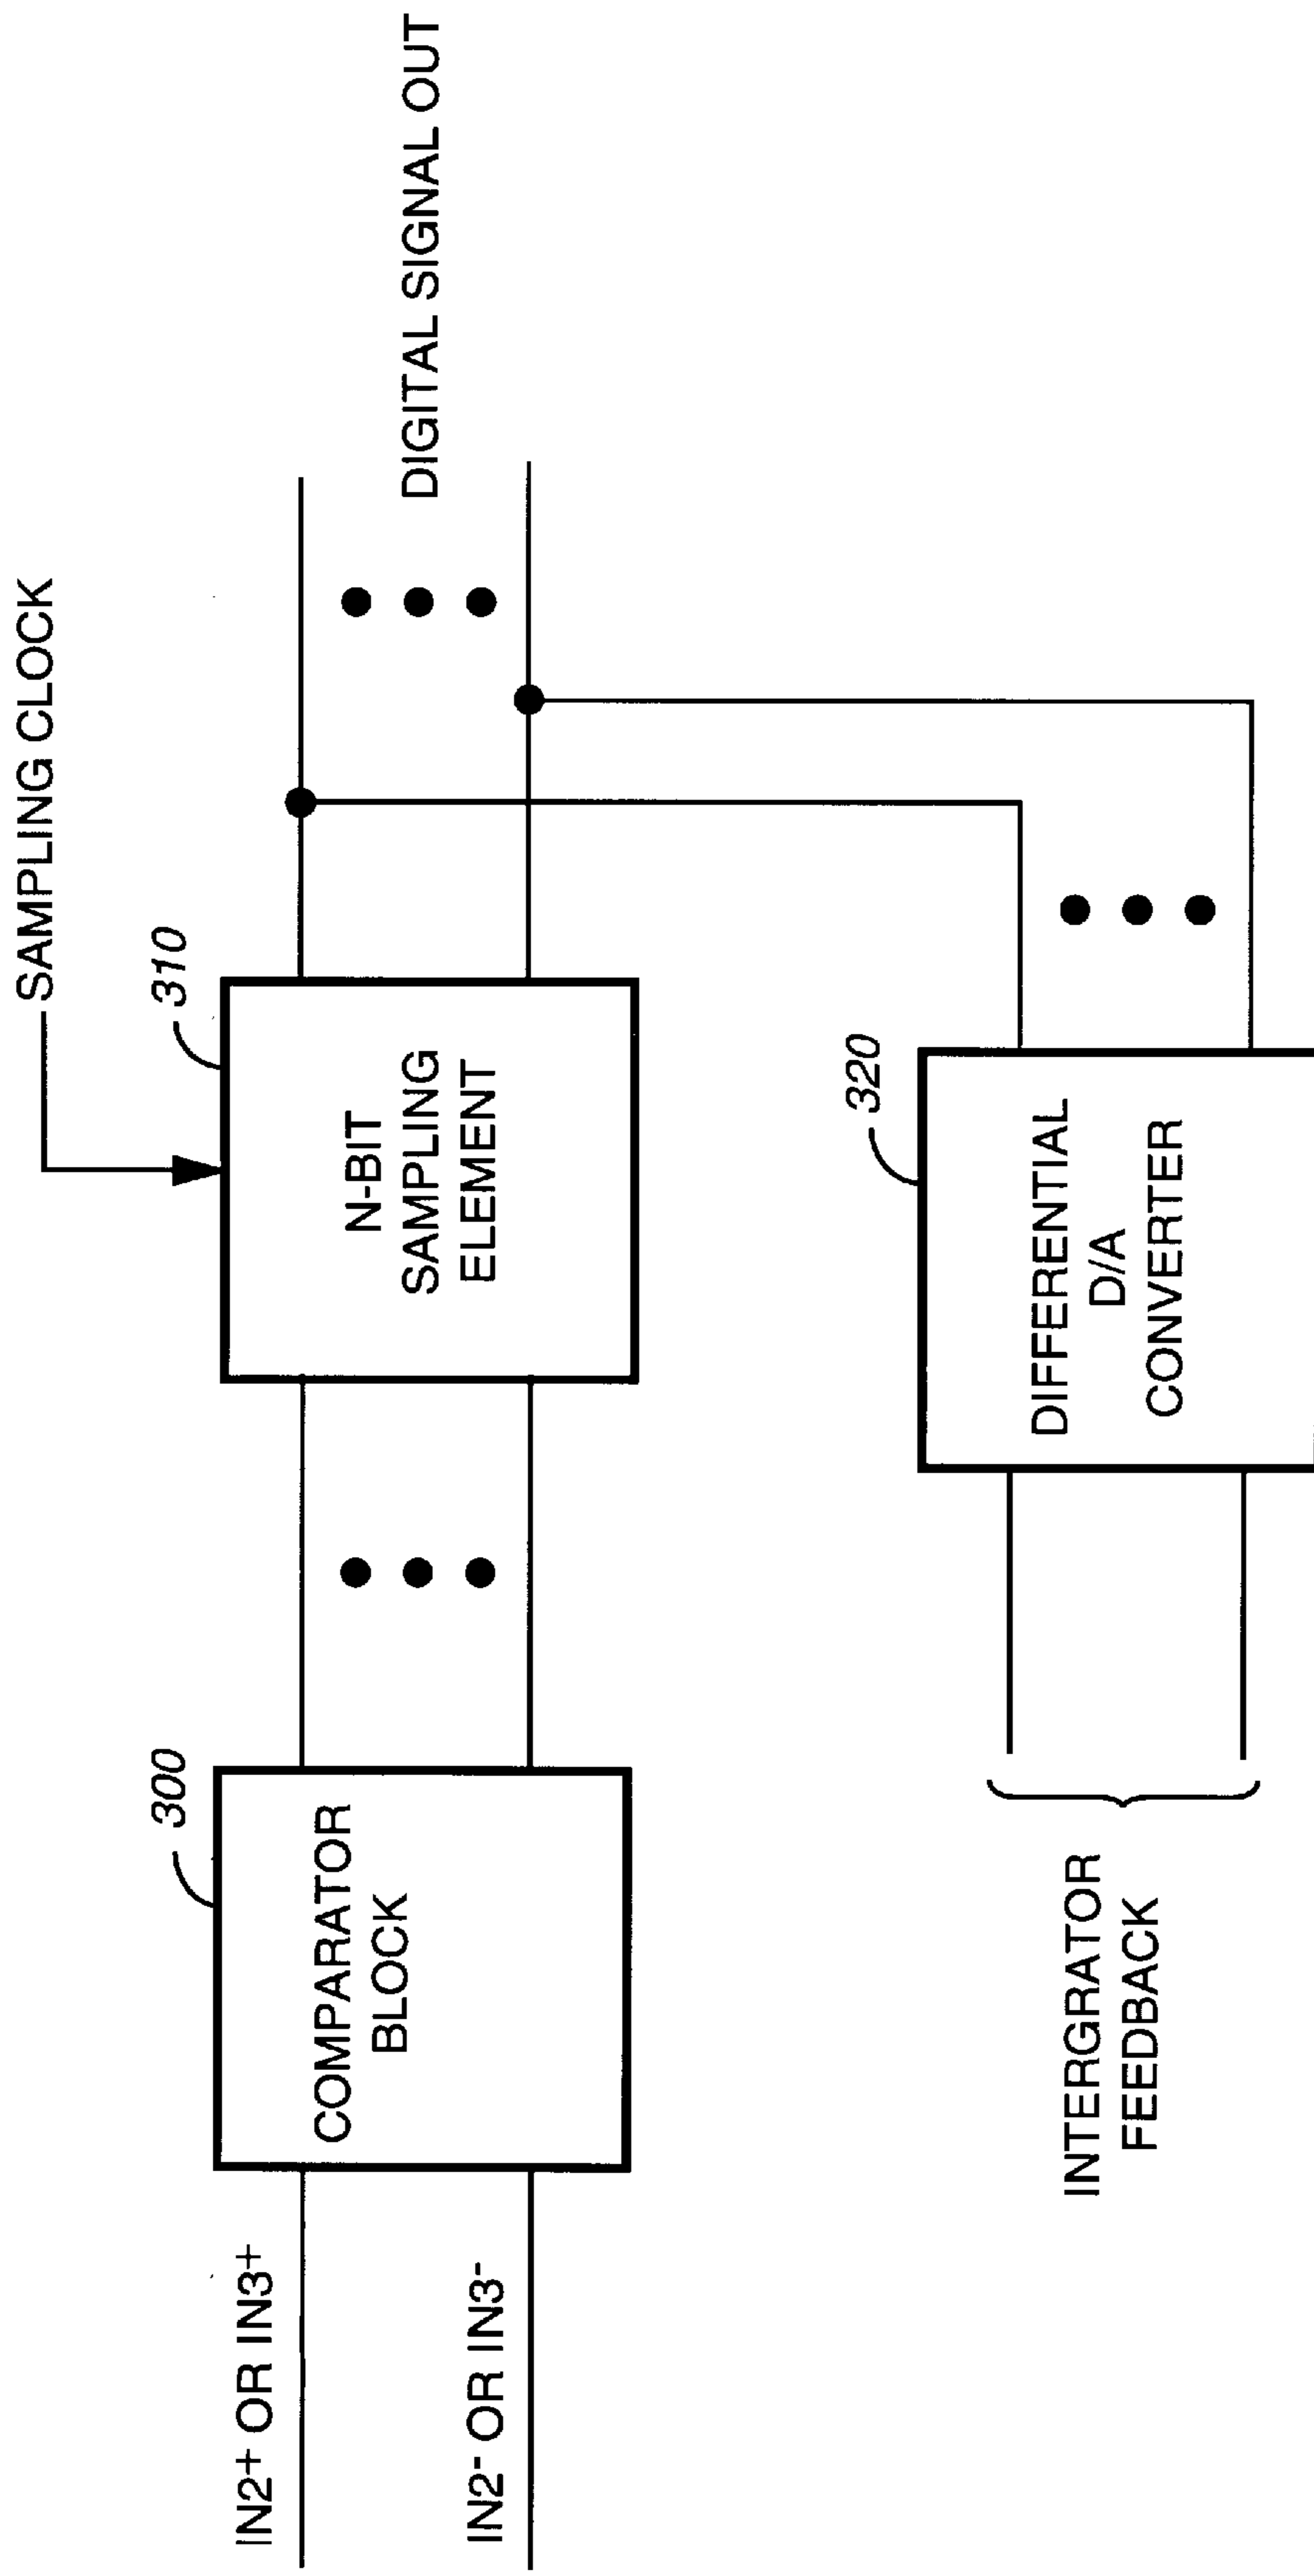 SAMPLING CLOCK
300
310
IN2+ OR IN3+
COMPARATOR
BLOCK
N-BIT
SAMPLING
ELEMENT
DIGITAL SIGNAL OUT
IN2- OR IN3-
320
INTERGRATOR
FEEDBACK
DIFFERENTIAL
D/A
CONVERTER